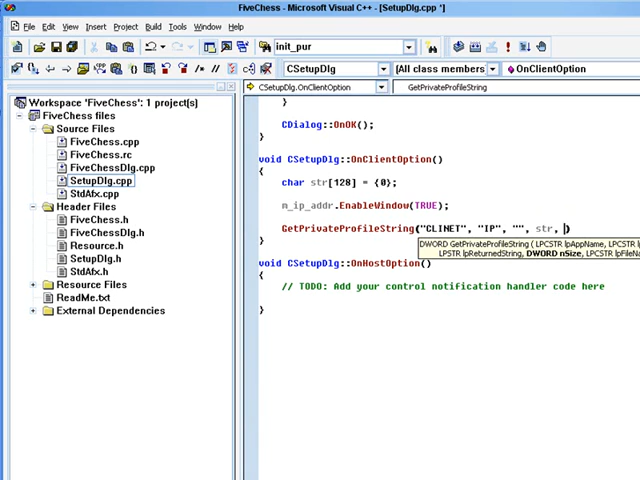 FiveChess - Microsoft Visual C++ - [SetupDlg.cpp *]
File Edit View Insert Project Build Tools Window Help
init_pur
CSetupDlg (All class members OnClientOption
CSetupDlg.OnClientOption GetPrivateProfileString
Workspace 'FiveChess': 1 project(s)
FiveChess files
Source Files
FiveChess.cpp
FiveChess.rc
FiveChessDlg.cpp
SetupDlg.cpp
StdAfx.cpp
Header Files
FiveChess.h
FiveChessDlg.h
Resource.h
SetupDlg.h
StdAfx.h
Resource Files
ReadMe.txt
External Dependencies
}
CDialog::OnOK();
}
void CSetupDlg::OnClientOption()
{
char str[128] = {0};
m_ip_addr.EnableWindow(TRUE);
GetPrivateProfileString("CLINET", "IP", "", str, )
DWORD GetPrivateProfileString ( LPCSTR lpAppName, LPCSTR l
LPSTR lpReturnedString, DWORD nSize, LPCSTR lpFileN
}
void CSetupDlg::OnHostOption()
{
// TODO: Add your control notification handler code here
}